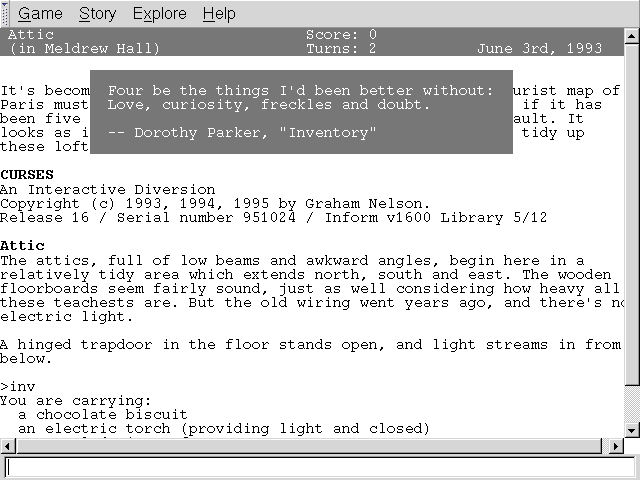 Game Story Explore Help
Attic Score: 0
(in Meldrew Hall) Turns: 2 June 3rd, 1993
It's becom urist map of
Paris must if it has
been five ault. It
looks as i tidy up
these loft
Four be the things I'd been better without:
Love, curiosity, freckles and doubt.
-- Dorothy Parker, "Inventory"
CURSES
An Interactive Diversion
Copyright (c) 1993, 1994, 1995 by Graham Nelson.
Release 16 / Serial number 951024 / Inform v1600 Library 5/12
Attic
The attics, full of low beams and awkward angles, begin here in a
relatively tidy area which extends north, south and east. The wooden
floorboards seem fairly sound, just as well considering how heavy all
these teachests are. But the old wiring went years ago, and there's no
electric light.
A hinged trapdoor in the floor stands open, and light streams in from
below.
>inv
You are carrying:
a chocolate biscuit
an electric torch (providing light and closed)